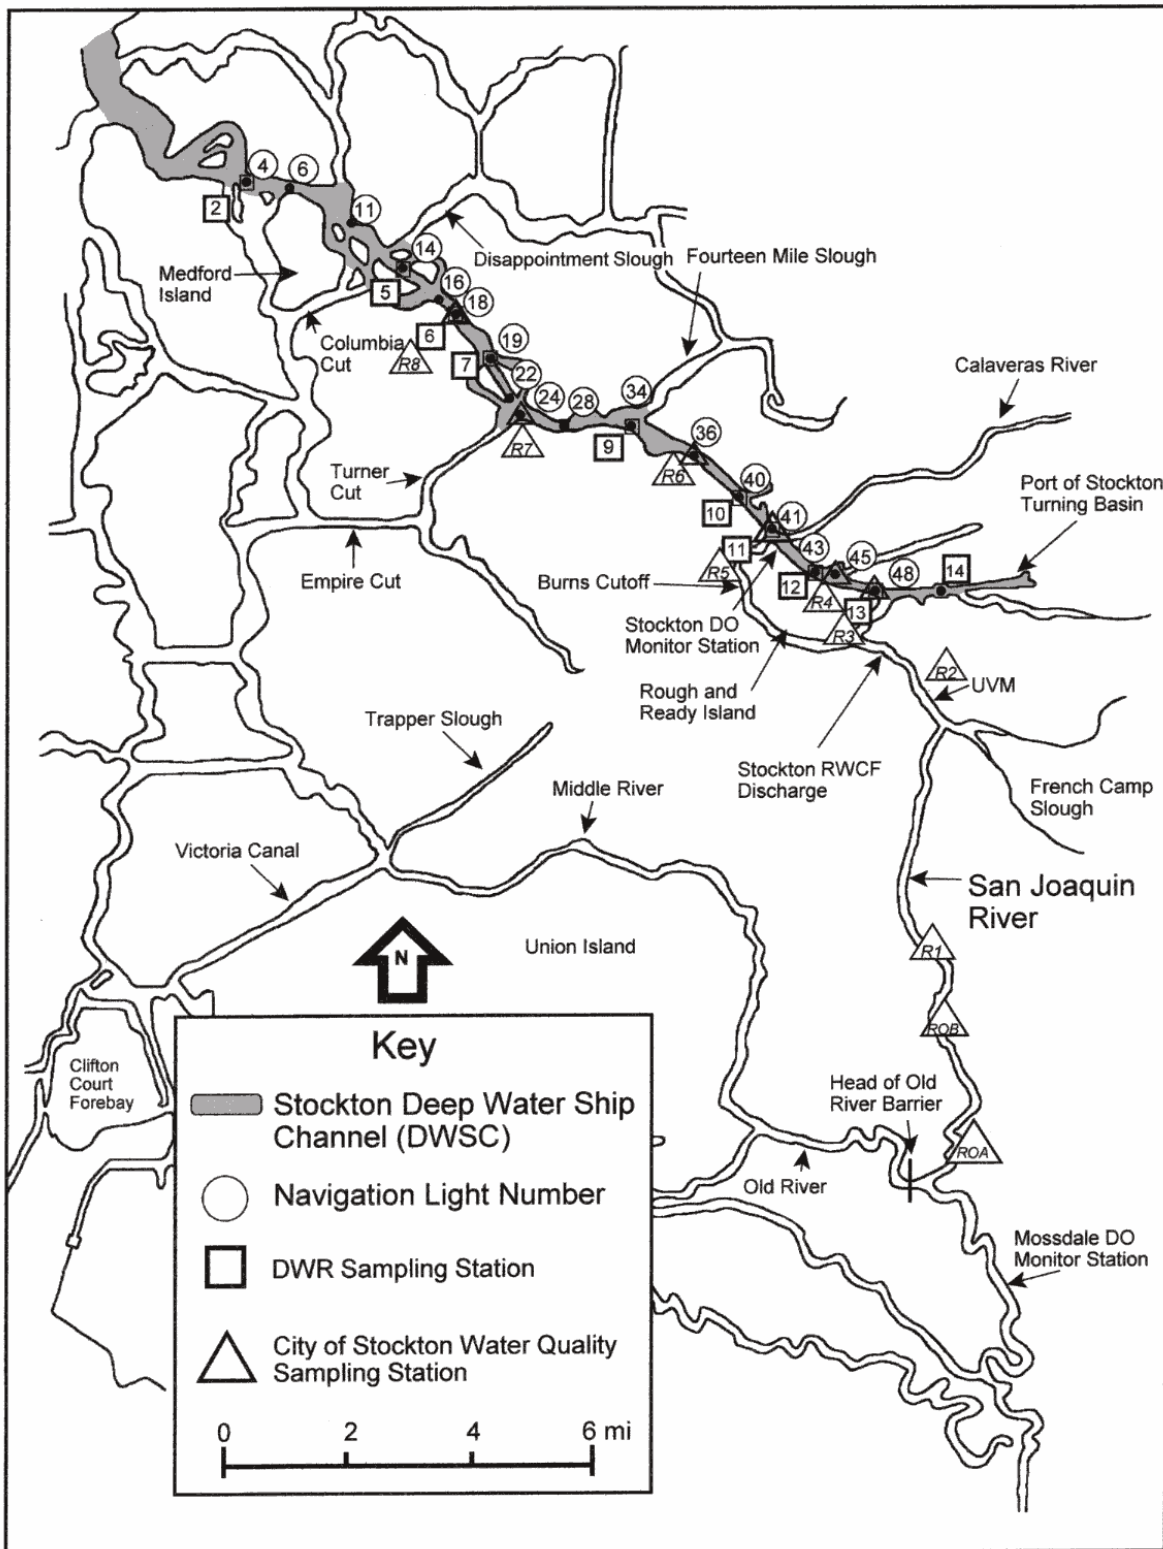 4
6
2
11
14
Disappointment Slough
Fourteen Mile Slough
Medford
Island
5
16
18
Columbia
Cut
6
R8
7
19
22
24
28
34
9
R7
36
R6
Calaveras River
Turner
Cut
40
10
Port of Stockton
Turning Basin
41
11
43
45
48
14
Empire Cut
R5
Burns Cutoff
12
R4
13
R3
Stockton DO
Monitor Station
R2
UVM
Rough and
Ready Island
Trapper Slough
Stockton RWCF
Discharge
Middle River
French Camp
Slough
Victoria Canal
San Joaquin
River
N
Union Island
R1
ROB
Clifton
Court
Forebay
Head of Old
River Barrier
ROA
Old River
Mossdale DO
Monitor Station
Key
Stockton Deep Water Ship
Channel (DWSC)
Navigation Light Number
DWR Sampling Station
City of Stockton Water Quality
Sampling Station
0 2 4 6 mi